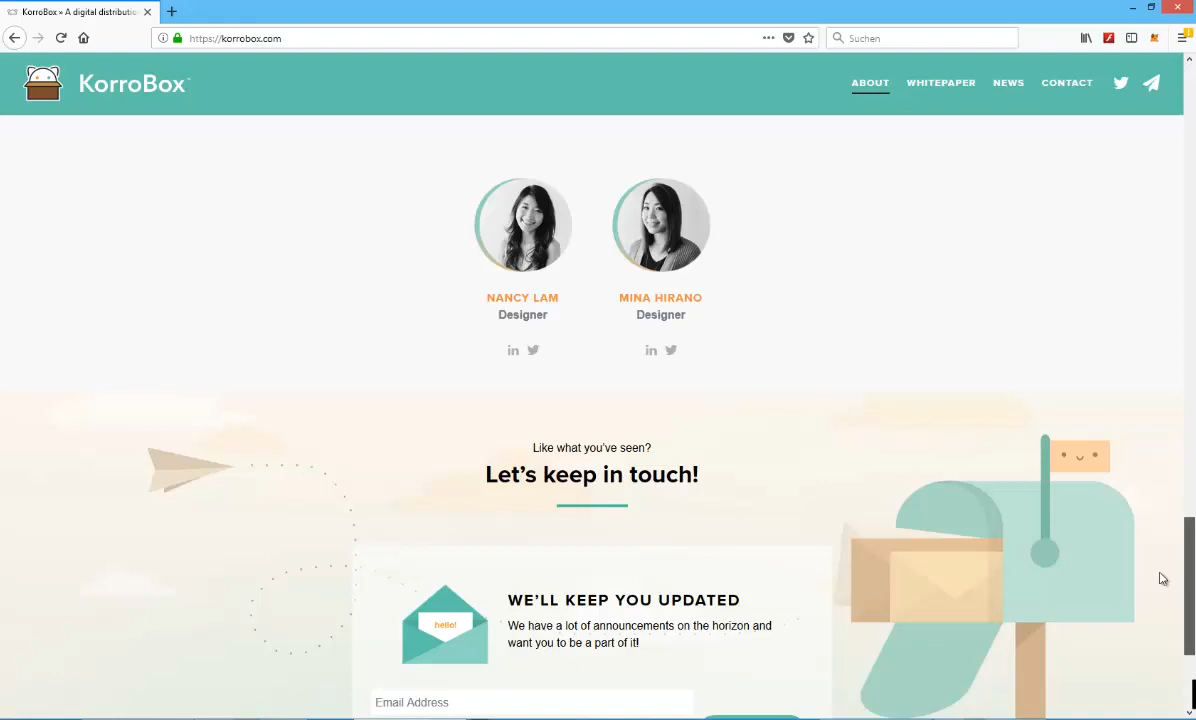 KorroBox » A digital distributio
https://korrobox.com
Suchen
KorroBox™
ABOUT
WHITEPAPER
NEWS
CONTACT
NANCY LAM
Designer
MINA HIRANO
Designer
Like what you've seen?
Let's keep in touch!
hello!
WE'LL KEEP YOU UPDATED
We have a lot of announcements on the horizon and
want you to be a part of it!
Email Address